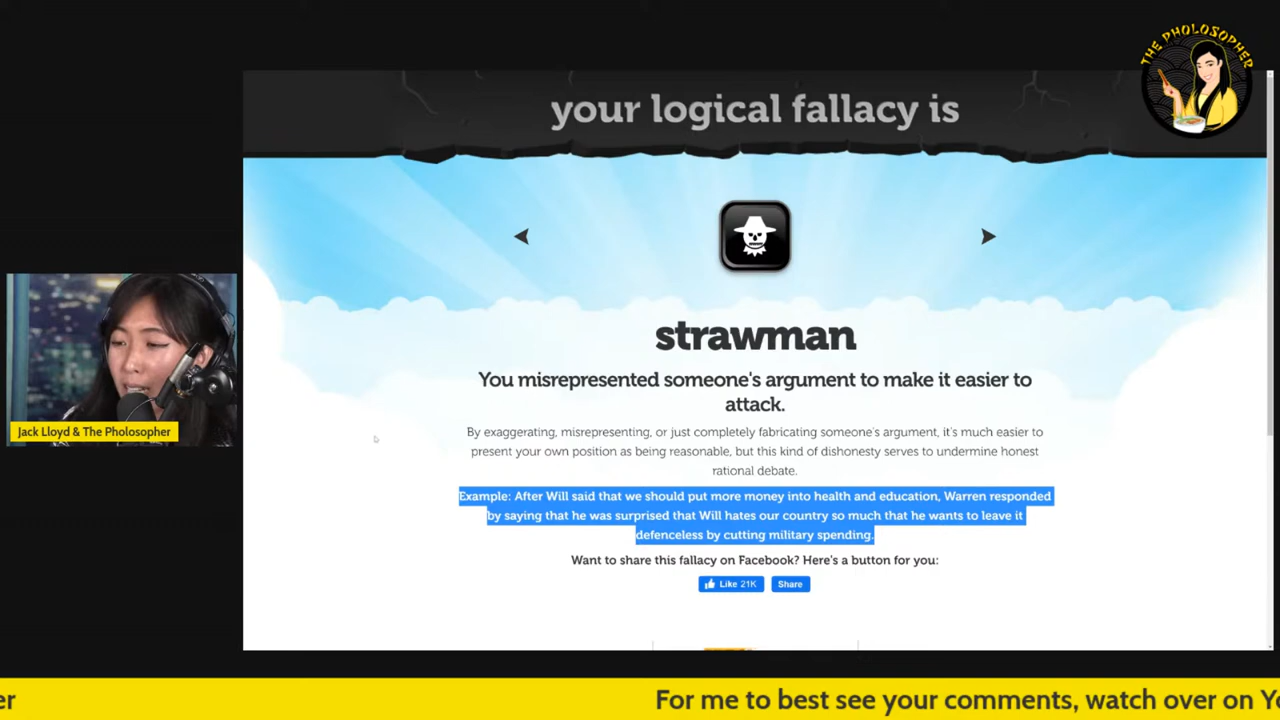 THE PHOLOSOPHER
your logical fallacy is
strawman
You misrepresented someone's argument to make it easier to
attack.
By exaggerating, misrepresenting, or just completely fabricating someone's argument, it's much easier to
present your own position as being reasonable, but this kind of dishonesty serves to undermine honest
rational debate.
Example: After Will said that we should put more money into health and education, Warren responded
by saying that he was surprised that Will hates our country so much that he wants to leave it
defenceless by cutting military spending.
Want to share this fallacy on Facebook? Here's a button for you:
Like 21K Share
Jack Lloyd & The Pholosopher
er For me to best see your comments, watch over on Yo